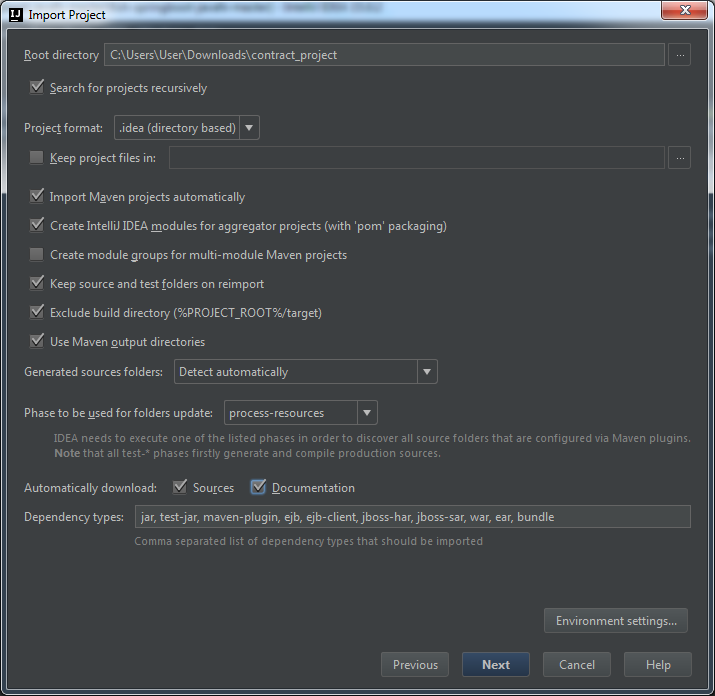 IJ Import Project
Root directory C:\Users\User\Downloads\contract_project ...
Search for projects recursively
Project format: .idea (directory based)
Keep project files in: ...
Import Maven projects automatically
Create IntelliJ IDEA modules for aggregator projects (with 'pom' packaging)
Create module groups for multi-module Maven projects
Keep source and test folders on reimport
Exclude build directory (%PROJECT_ROOT%/target)
Use Maven output directories
Generated sources folders: Detect automatically
Phase to be used for folders update: process-resources
IDEA needs to execute one of the listed phases in order to discover all source folders that are configured via Maven plugins.
Note that all test-* phases firstly generate and compile production sources.
Automatically download: Sources Documentation
Dependency types: jar, test-jar, maven-plugin, ejb, ejb-client, jboss-har, jboss-sar, war, ear, bundle
Comma separated list of dependency types that should be imported
Environment settings...
Previous Next Cancel Help